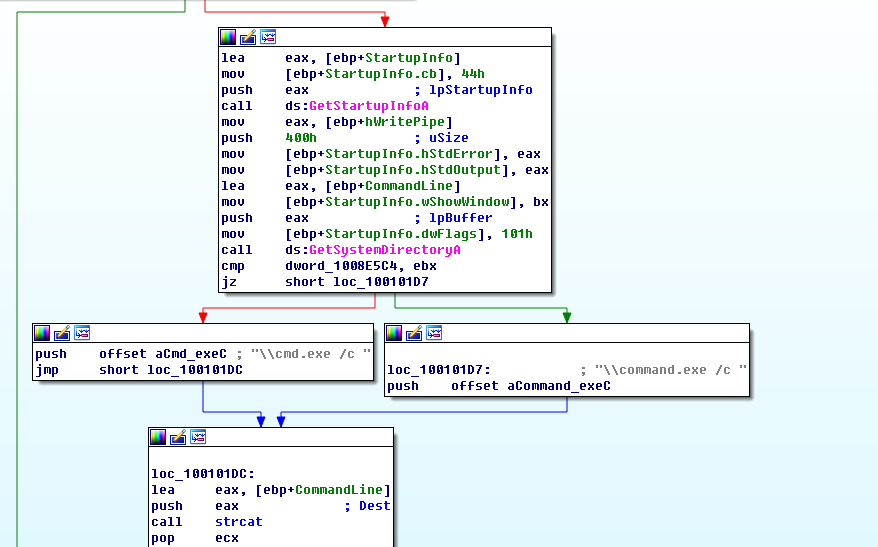 lea     eax, [ebp+StartupInfo]
mov     [ebp+StartupInfo.cb], 44h
push    eax             ; lpStartupInfo
call    ds:GetStartupInfoA
mov     eax, [ebp+hWritePipe]
push    400h            ; uSize
mov     [ebp+StartupInfo.hStdError], eax
mov     [ebp+StartupInfo.hStdOutput], eax
lea     eax, [ebp+CommandLine]
mov     [ebp+StartupInfo.wShowWindow], bx
push    eax             ; lpBuffer
mov     [ebp+StartupInfo.dwFlags], 101h
call    ds:GetSystemDirectoryA
cmp     dword_1008E5C4, ebx
jz      short loc_100101D7
push    offset aCmd_exeC ; "\\cmd.exe /c "
jmp     short loc_100101DC
loc_100101D7:           ; "\\command.exe /c "
push    offset aCommand_exeC
loc_100101DC:
lea     eax, [ebp+CommandLine]
push    eax             ; Dest
call    strcat
pop     ecx